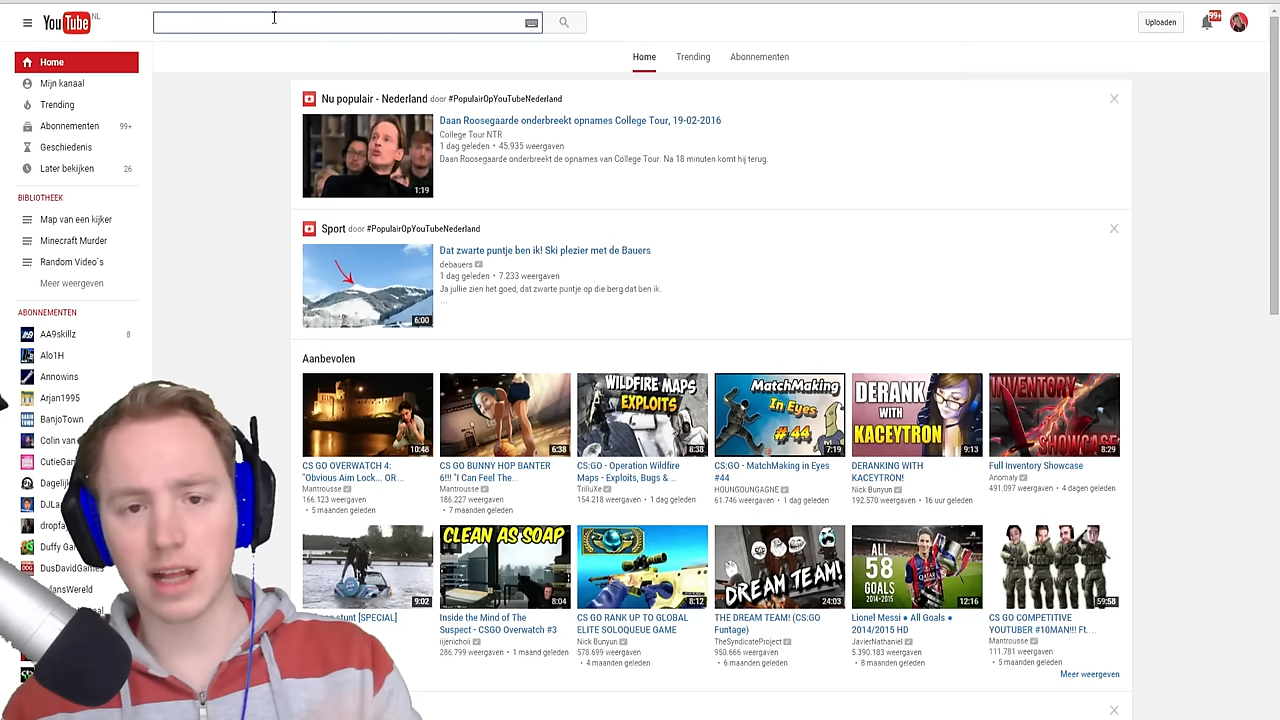 YouTube NL
Uploaden
99+
Home
Mijn kanaal
Trending
Abonnementen 99+
Geschiedenis
Later bekijken 26
BIBLIOTHEEK
Map van een kijker
Minecraft Murder
Random Video's
Meer weergeven
ABONNEMENTEN
AA9skillz 8
Alo1H
Annowins
Arjan1995
BanjoTown
Colin van
CutieGam
Dagelij
DJLa
dropfa
Duffy Gam
DusDavidGames
Home Trending Abonnementen
Nu populair - Nederland door #PopulairOpYouTubeNederland
Daan Roosegaarde onderbreekt opnames College Tour, 19-02-2016
College Tour NTR
1 dag geleden • 45.935 weergaven
Daan Roosegaarde onderbreekt de opnames van College Tour. Na 18 minuten komt hij terug.
1:19
Sport door #PopulairOpYouTubeNederland
Dat zwarte puntje ben ik! Ski plezier met de Bauers
debauers
1 dag geleden • 7.233 weergaven
Ja jullie zien het goed, dat zwarte puntje op die berg dat ben ik.
...
6:00
Aanbevolen
10:48
CS GO OVERWATCH 4:
"Obvious Aim Lock... OR...
Mantrousse
166.123 weergaven
• 5 maanden geleden
6:38
CS GO BUNNY HOP BANTER
6!!! "I Can Feel The...
Mantrousse
186.227 weergaven
• 7 maanden geleden
WILDFIRE MAPS
EXPLOITS
8:38
CS:GO - Operation Wildfire
Maps - Exploits, Bugs &...
TriluXe
154.218 weergaven • 1 dag geleden
MatchMaking
In Eyes
# 44
7:19
CS:GO - MatchMaking in Eyes
#44
HOUNGOUNGAGNE
61.746 weergaven • 1 dag geleden
DERANK
WITH
KACEYTRON
9:13
DERANKING WITH
KACEYTRON!
Nick Bunyun
192.570 weergaven • 16 uur geleden
INVENTORY
SHOWCASE
8:29
Full Inventory Showcase
Anomaly
491.097 weergaven • 4 dagen geleden
9:02
stunt [SPECIAL]
CLEAN AS SOAP
8:04
Inside the Mind of The
Suspect - CSGO Overwatch #3
iijeriichoii
286.799 weergaven • 1 maand geleden
8:12
CS GO RANK UP TO GLOBAL
ELITE SOLOQUEUE GAME
Nick Bunyun
578.699 weergaven
• 4 maanden geleden
DREAM TEAM!
24:03
THE DREAM TEAM! (CS:GO
Funtage)
TheSyndicateProject
950.666 weergaven
• 6 maanden geleden
ALL
58
GOALS
2014-2015
12:16
Lionel Messi ● All Goals ●
2014/2015 HD
JavierNathaniel
5.390.183 weergaven
• 8 maanden geleden
59:58
CS GO COMPETITIVE
YOUTUBER #10MAN!!! Ft....
Mantrousse
111.781 weergaven
• 5 maanden geleden
Meer weergeven